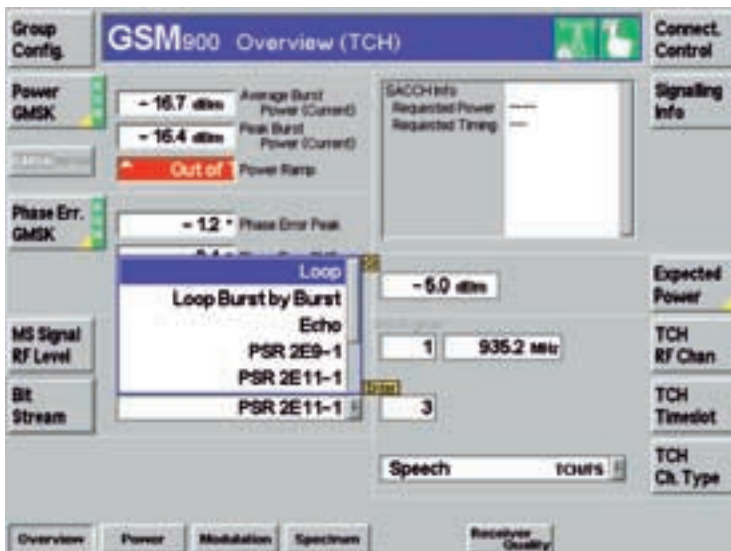 Group
Config.
GSM900 Overview (TCH)
Connect.
Control
Power
GMSK
- 16.7 dBm
Average Burst
Power (Current)
- 16.4 dBm
Peak Burst
Power (Current)
Out of
Power Ramp
SACCH Info
Requested Power ----
Requested Timing ---
Signalling
Info
Phase Err.
GMSK
- 1.2 °
Phase Error Peak
Loop
Loop Burst by Burst
Echo
PSR 2E9-1
PSR 2E11-1
PSR 2E11-1
- 5.0 dBm
Expected
Power
MS Signal
RF Level
1
935.2 MHz
TCH
RF Chan
Bit
Stream
3
TCH
Timeslot
Speech
TCH/FS
TCH
Ch. Type
Overview
Power
Modulation
Spectrum
Receiver
Quality